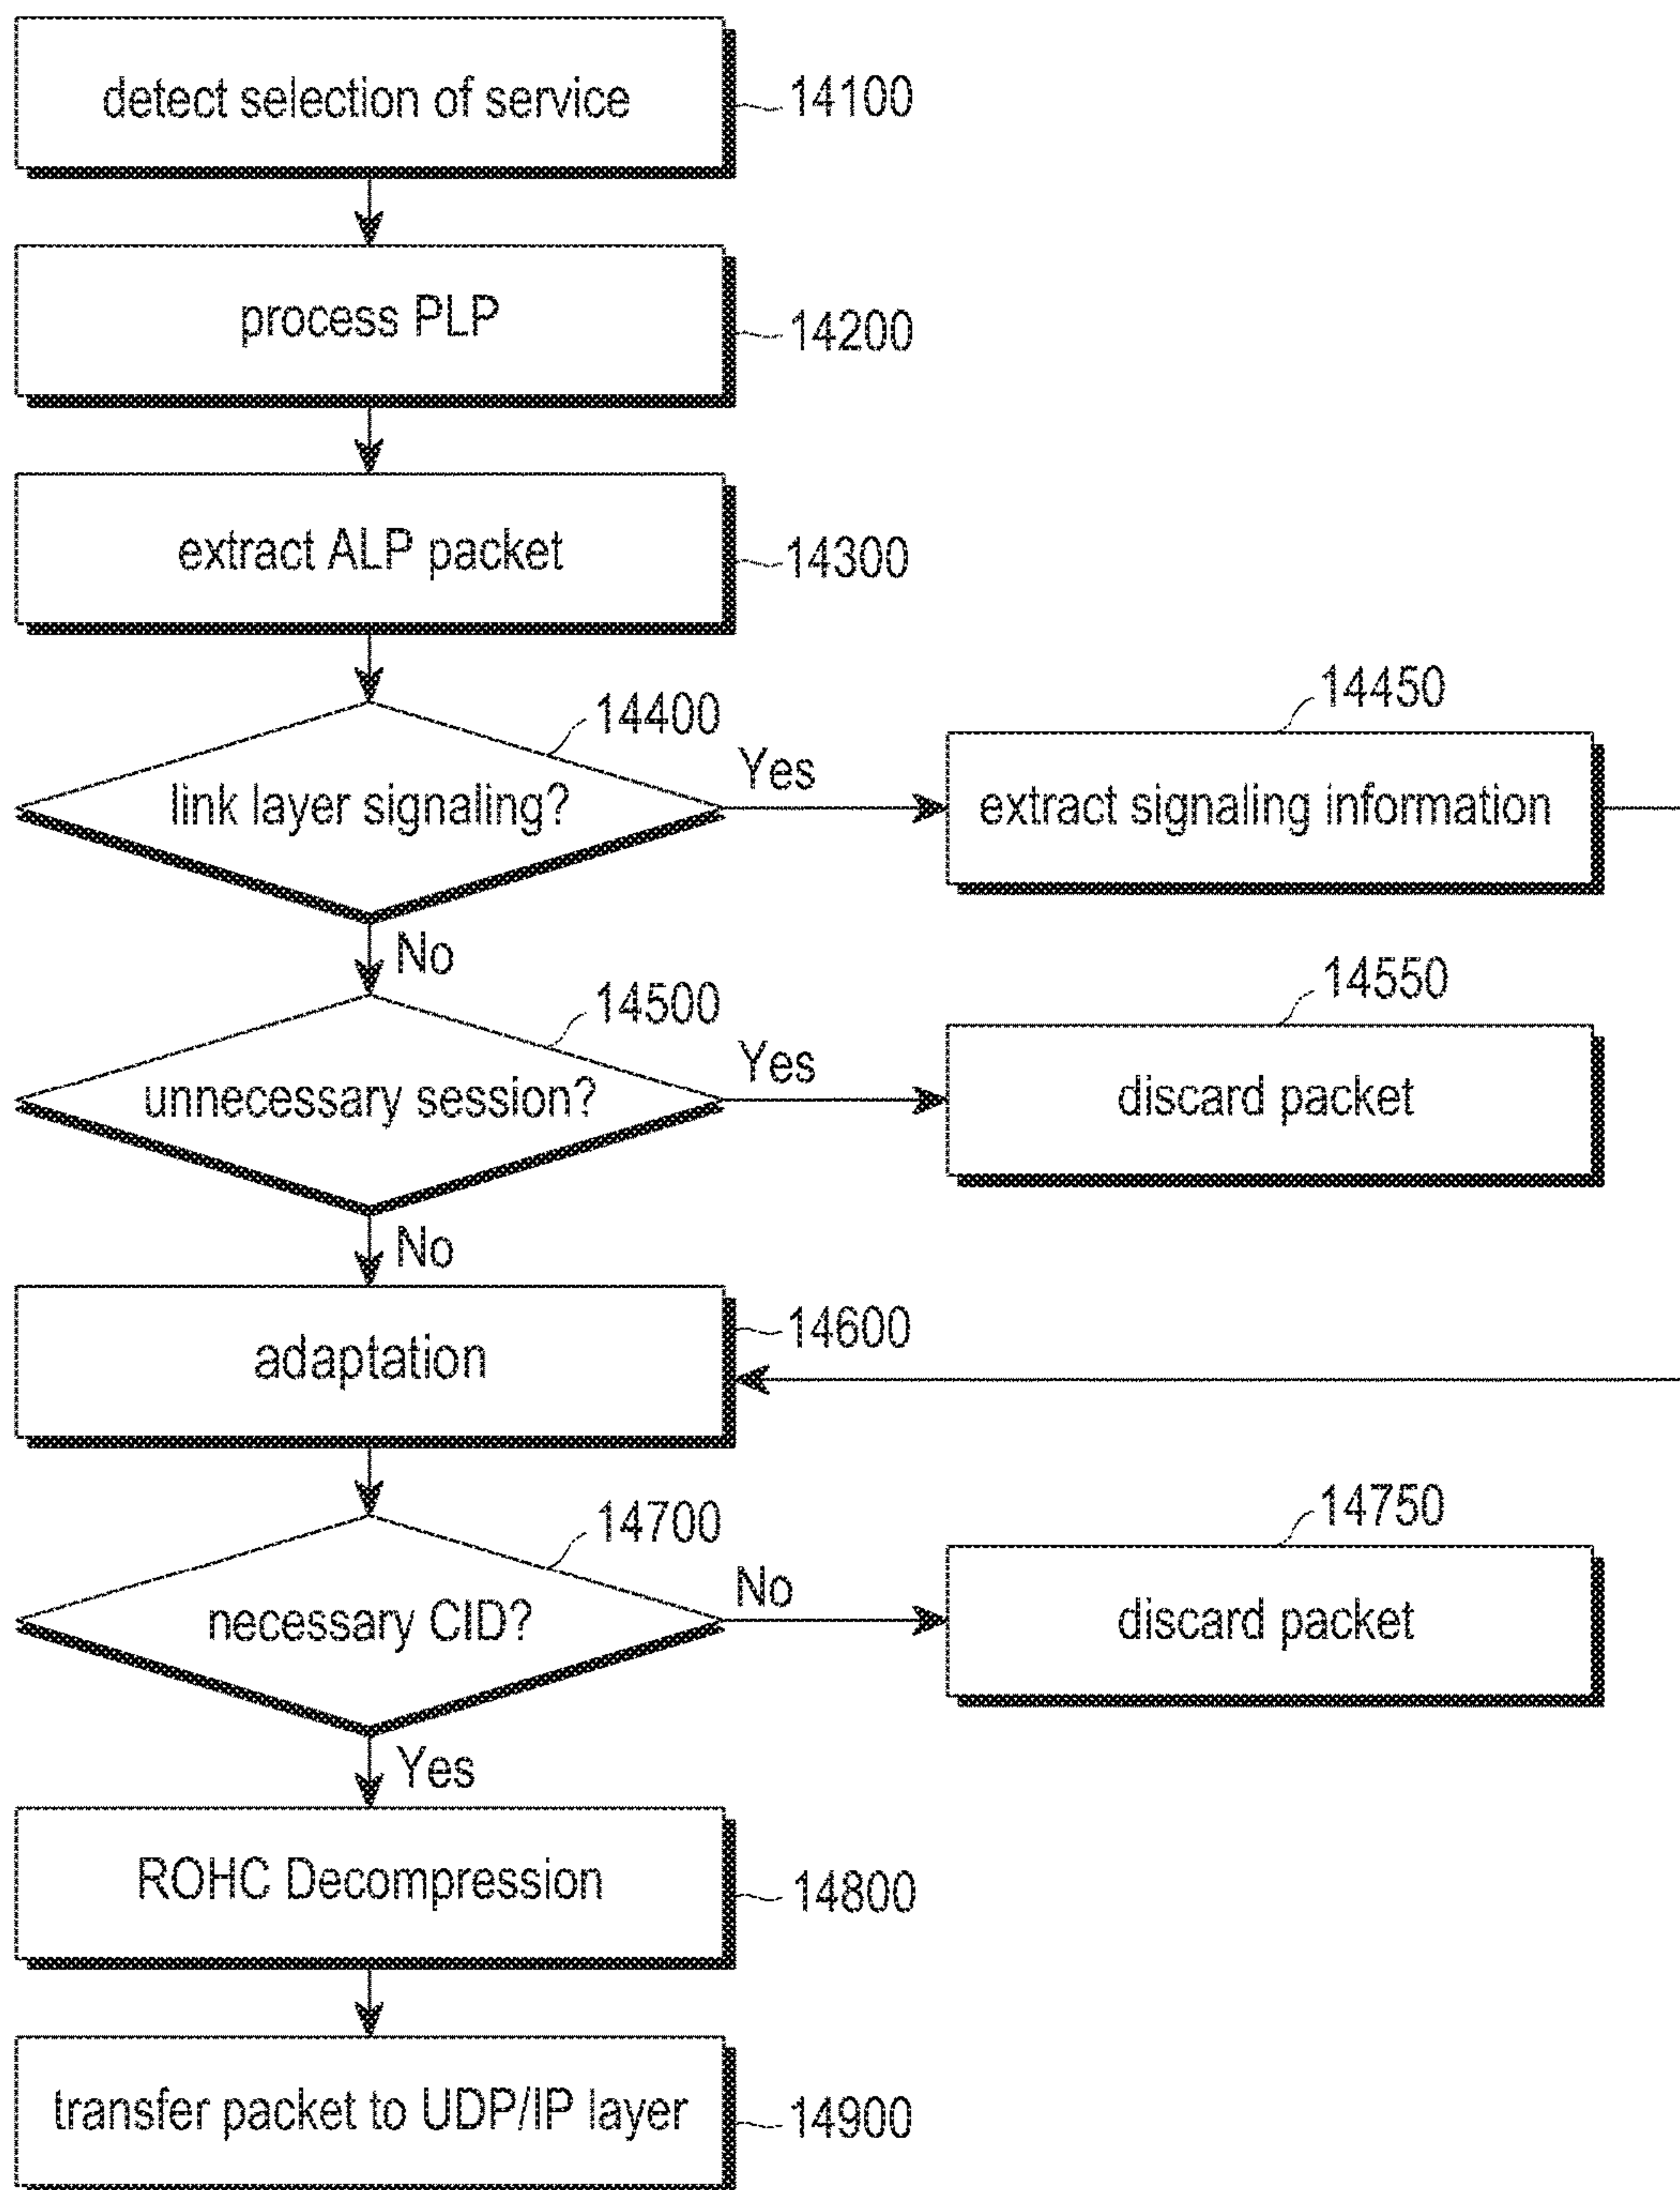 detect selection of service
14100
process PLP
14200
extract ALP packet
14300
14400
link layer signaling?
Yes
14450
extract signaling information
No
14500
unnecessary session?
Yes
14550
discard packet
No
adaptation
14600
14700
necessary CID?
No
14750
discard packet
Yes
ROHC Decompression
14800
transfer packet to UDP/IP layer
14900